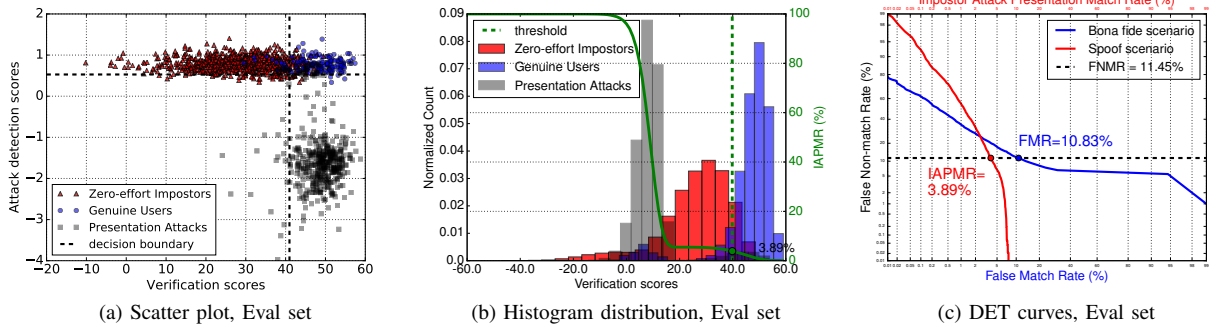 Attack detection scores
2
1
0
−1
−2
−3
−4
−20
−10
0
10
20
30
40
50
60
Verification scores
Zero-effort Impostors
Genuine Users
Presentation Attacks
decision boundary
(a) Scatter plot, Eval set
Normalized Count
0.09
0.08
0.07
0.06
0.05
0.04
0.03
0.02
0.01
0.00
-60.0
-40.0
-20.0
0.0
20.0
40.0
60.0
Verification scores
threshold
Zero-effort Impostors
Genuine Users
Presentation Attacks
3.89%
100
80
60
40
20
0
IAPMR (%)
(b) Histogram distribution, Eval set
Impostor Attack Presentation Match Rate (%)
False Non-match Rate (%)
Bona fide scenario
Spoof scenario
FNMR = 11.45%
FMR=10.83%
IAPMR=
3.89%
False Match Rate (%)
(c) DET curves, Eval set